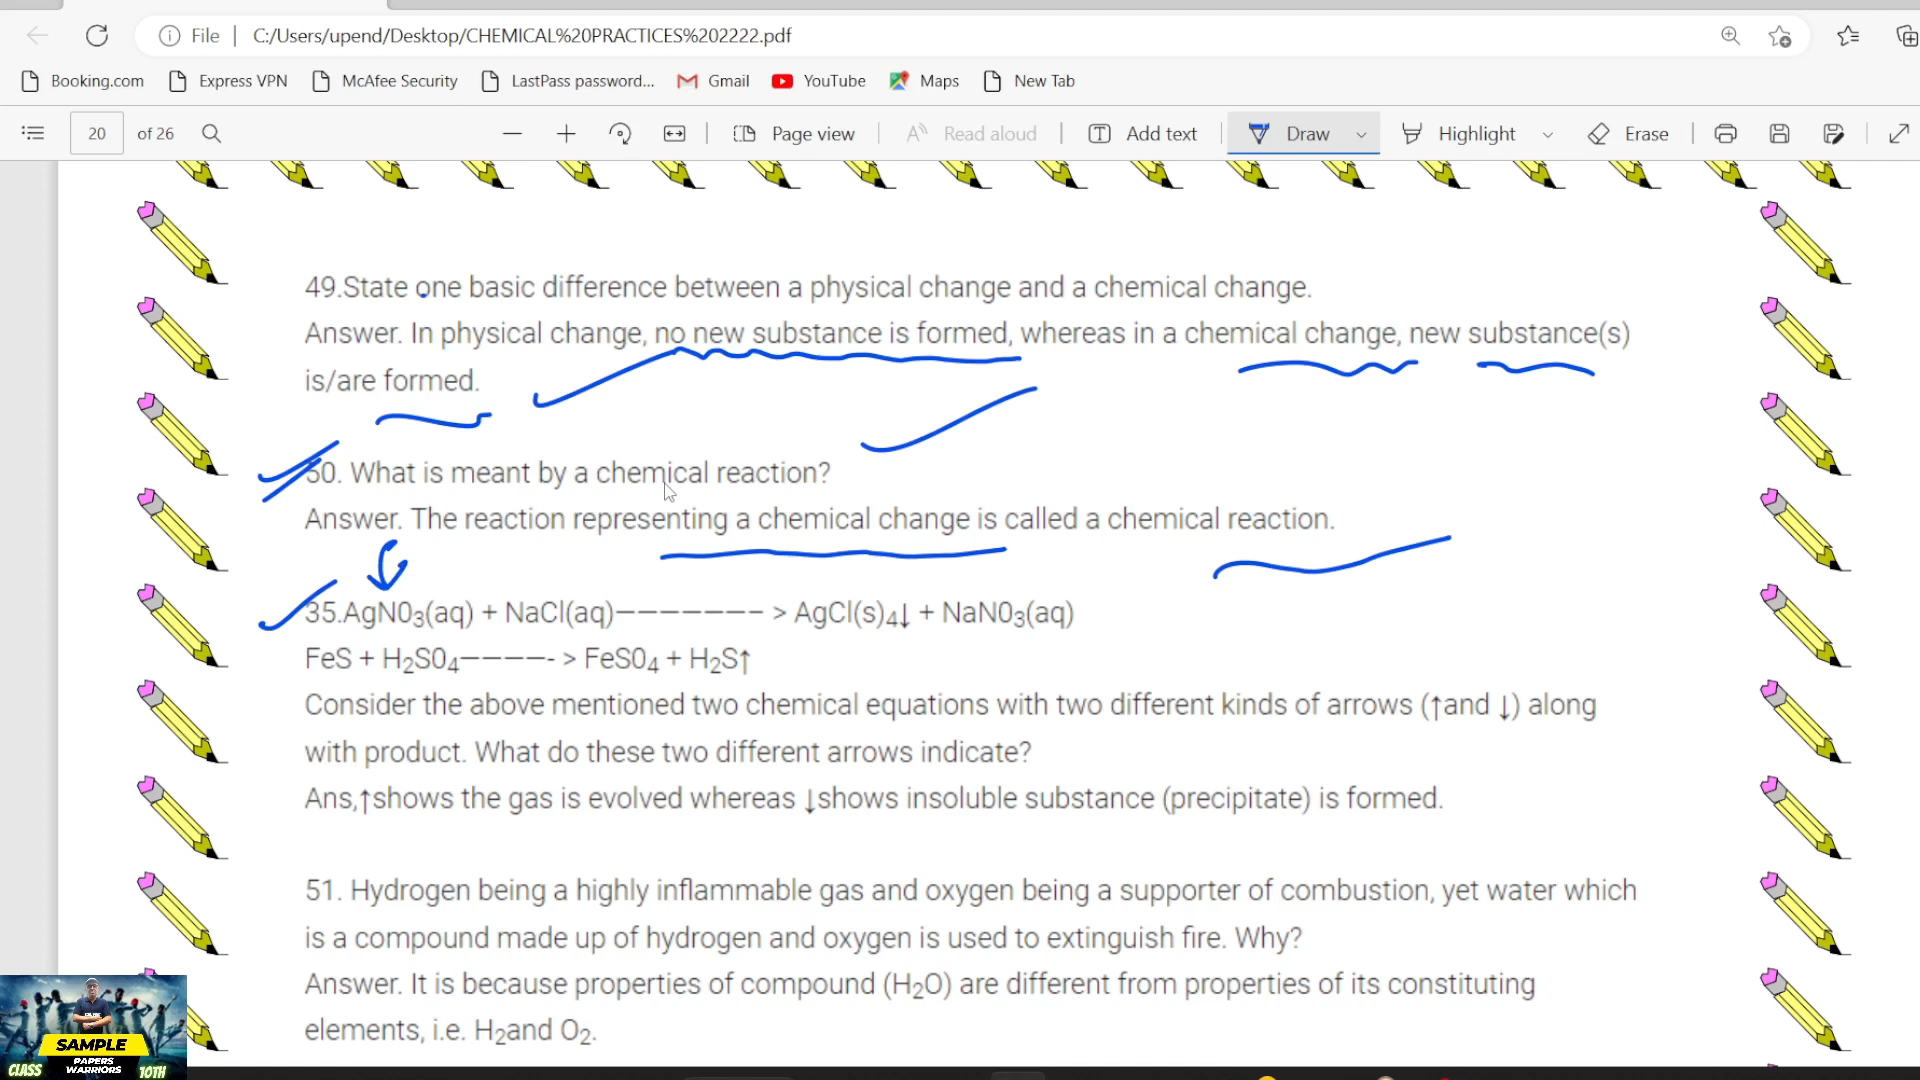 File | C:/Users/upend/Desktop/CHEMICAL%20PRACTICES%202222.pdf
Booking.com Express VPN McAfee Security LastPass password... Gmail YouTube Maps New Tab
20 of 26 Page view Read aloud Add text Draw Highlight Erase
49.State one basic difference between a physical change and a chemical change.
Answer. In physical change, no new substance is formed, whereas in a chemical change, new substance(s)
is/are formed.
50. What is meant by a chemical reaction?
Answer. The reaction representing a chemical change is called a chemical reaction.
35.AgN0₃(aq) + NaCl(aq)——————– > AgCl(s)₄↓ + NaN0₃(aq)
FeS + H₂S0₄————- > FeS0₄ + H₂S↑
Consider the above mentioned two chemical equations with two different kinds of arrows (↑and ↓) along
with product. What do these two different arrows indicate?
Ans,↑shows the gas is evolved whereas ↓shows insoluble substance (precipitate) is formed.
51. Hydrogen being a highly inflammable gas and oxygen being a supporter of combustion, yet water which
is a compound made up of hydrogen and oxygen is used to extinguish fire. Why?
Answer. It is because properties of compound (H₂O) are different from properties of its constituting
elements, i.e. H₂and O₂.
SAMPLE
PAPERS
CLASS WARRIORS 10TH